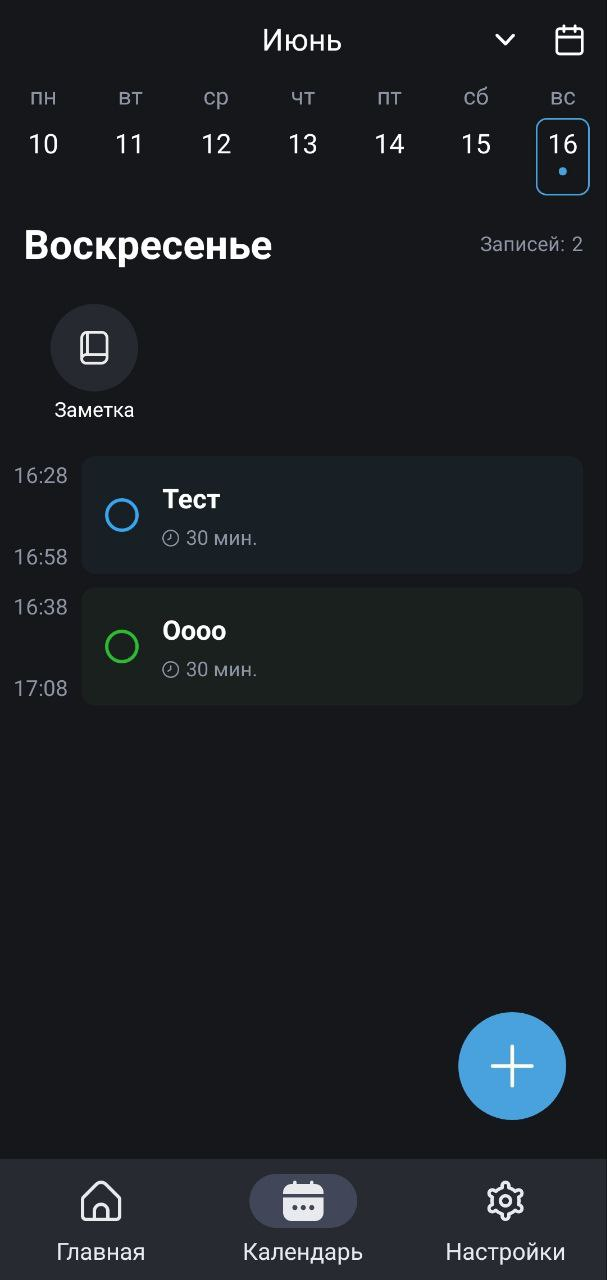 Июнь
пн вт ср чт пт сб вс
10 11 12 13 14 15 16
Воскресенье
Записей: 2
Заметка
16:28
Тест
30 мин.
16:58
16:38
Оооо
30 мин.
17:08
Главная Календарь Настройки